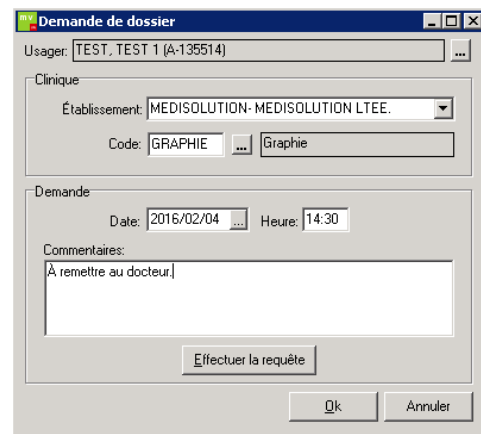 Demande de dossier
Usager: TEST, TEST 1 (A-135514) ...
Clinique
Établissement: MEDISOLUTION- MEDISOLUTION LTEE.
Code: GRAPHIE ... Graphie
Demande
Date: 2016/02/04 ... Heure: 14:30
Commentaires:
À remettre au docteur.
Effectuer la requête
Ok Annuler